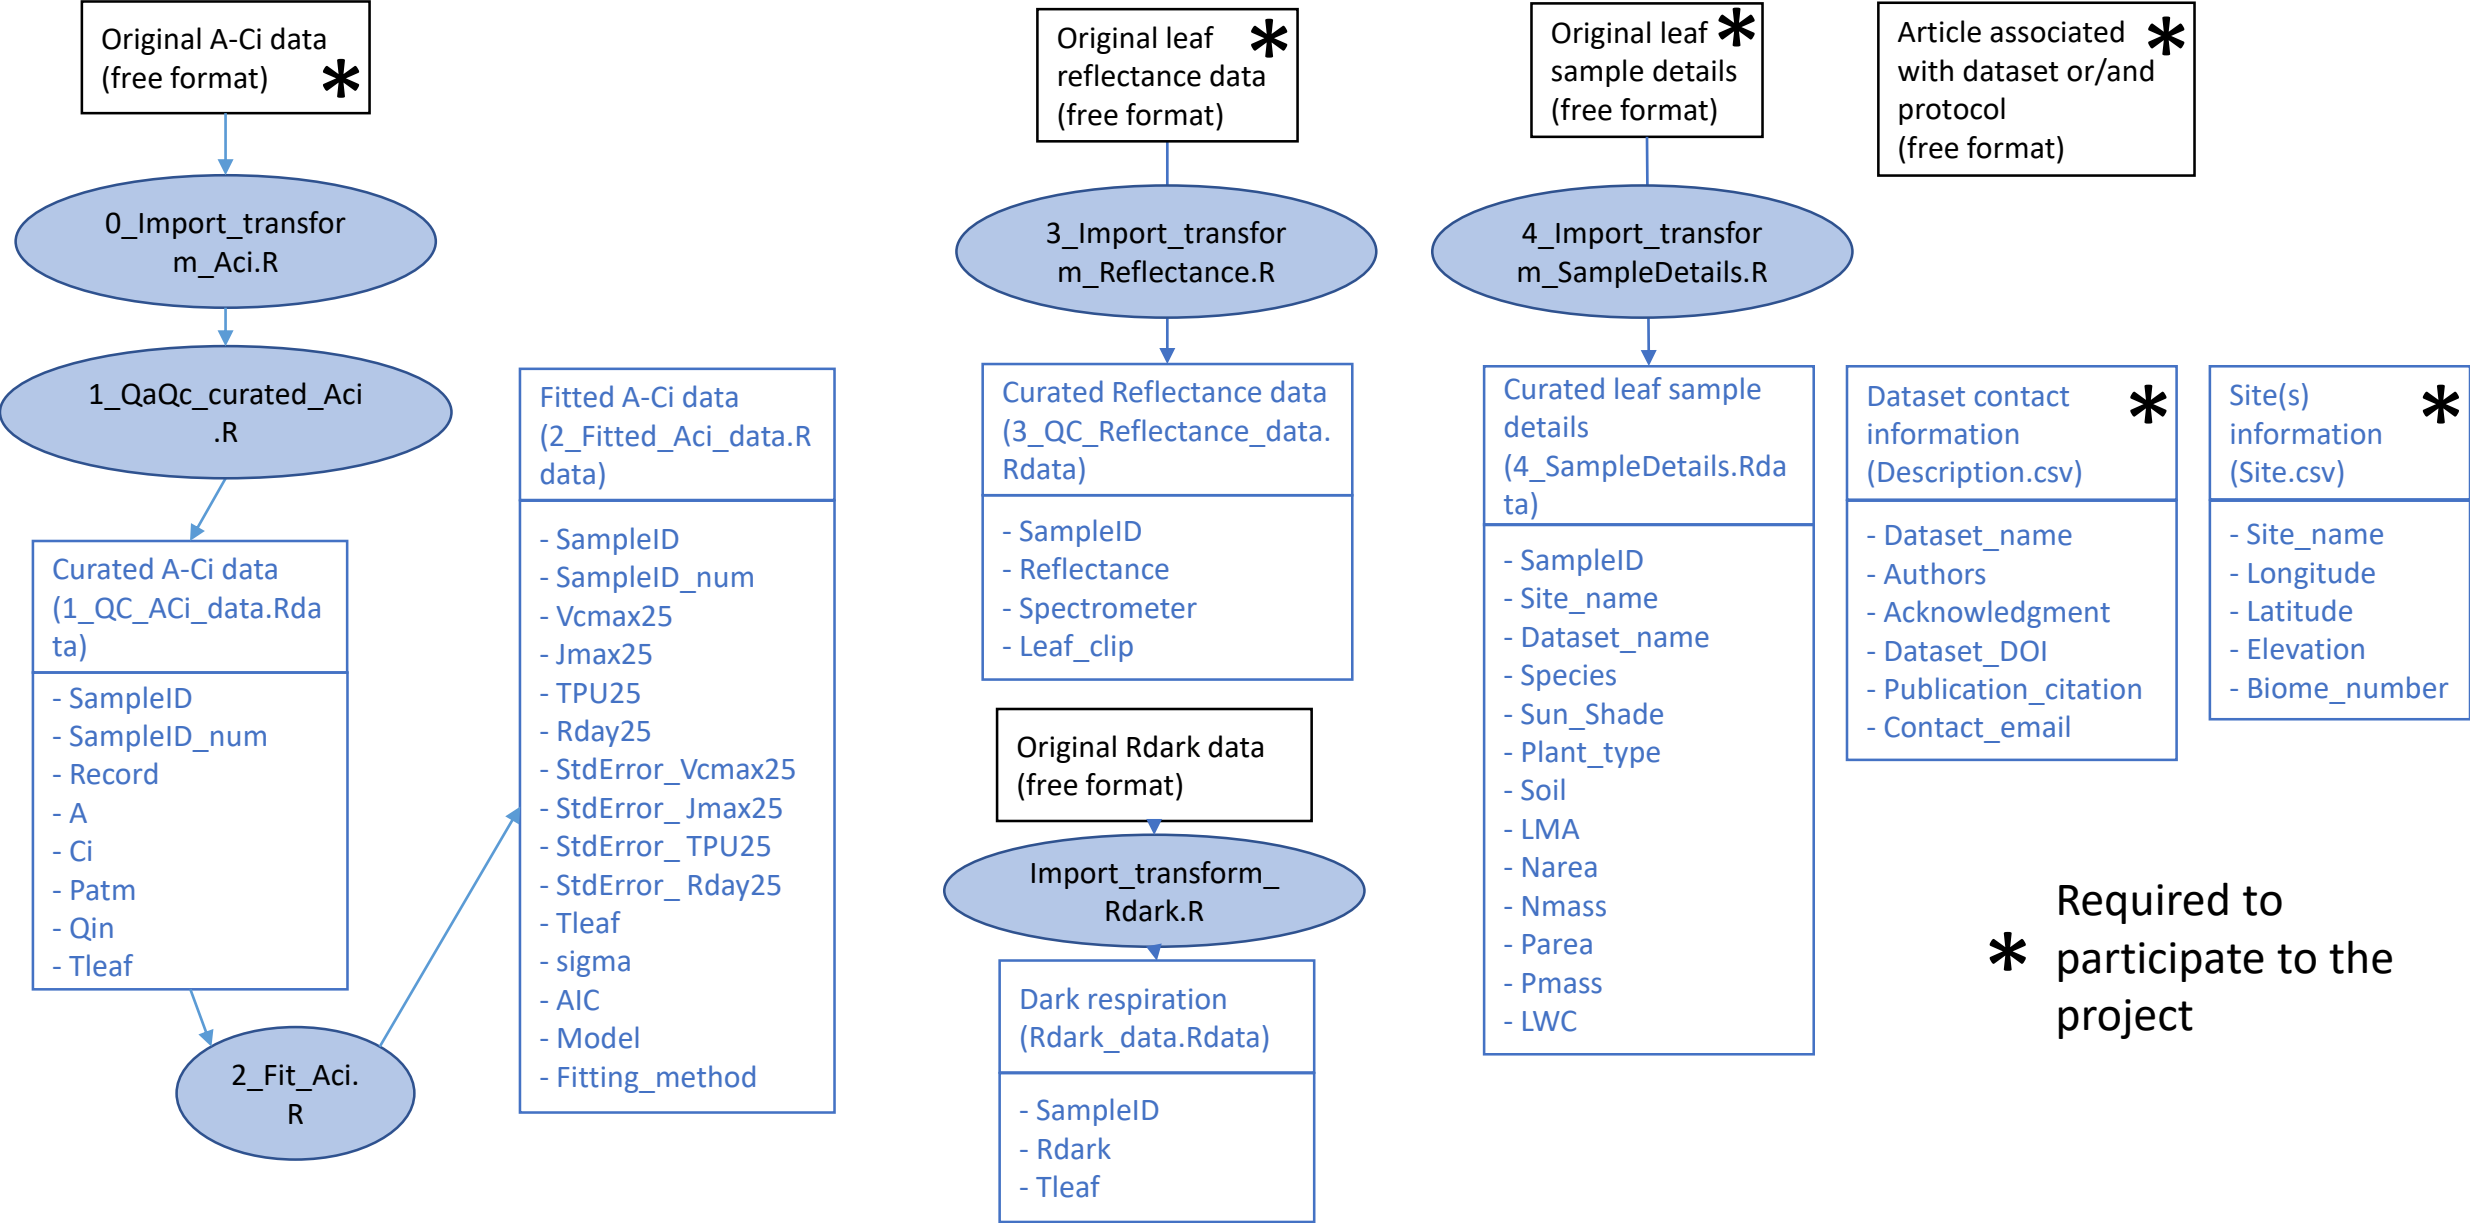 Original A-Ci data
(free format)
*
0_Import_transfor
m_Aci.R
1_QaQc_curated_Aci
.R
Curated A-Ci data
(1_QC_ACi_data.Rda
ta)
- SampleID
- SampleID_num
- Record
- A
- Ci
- Patm
- Qin
- Tleaf
2_Fit_Aci.
R
Fitted A-Ci data
(2_Fitted_Aci_data.R
data)
- SampleID
- SampleID_num
- Vcmax25
- Jmax25
- TPU25
- Rday25
- StdError_Vcmax25
- StdError_ Jmax25
- StdError_ TPU25
- StdError_ Rday25
- Tleaf
- sigma
- AIC
- Model
- Fitting_method
Original leaf *
reflectance data
(free format)
3_Import_transfor
m_Reflectance.R
Curated Reflectance data
(3_QC_Reflectance_data.
Rdata)
- SampleID
- Reflectance
- Spectrometer
- Leaf_clip
Original Rdark data
(free format)
Import_transform_
Rdark.R
Dark respiration
(Rdark_data.Rdata)
- SampleID
- Rdark
- Tleaf
Original leaf *
sample details
(free format)
4_Import_transfor
m_SampleDetails.R
Curated leaf sample
details
(4_SampleDetails.Rda
ta)
- SampleID
- Site_name
- Dataset_name
- Species
- Sun_Shade
- Plant_type
- Soil
- LMA
- Narea
- Nmass
- Parea
- Pmass
- LWC
Article associated *
with dataset or/and
protocol
(free format)
Dataset contact *
information
(Description.csv)
- Dataset_name
- Authors
- Acknowledgment
- Dataset_DOI
- Publication_citation
- Contact_email
Site(s) *
information
(Site.csv)
- Site_name
- Longitude
- Latitude
- Elevation
- Biome_number
Required to
* participate to the
project